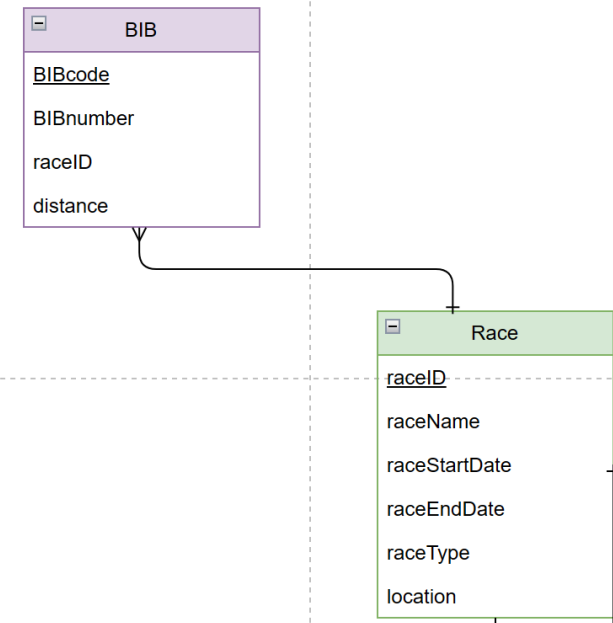 BIB
BIBcode
BIBnumber
raceID
distance
Race
raceID
raceName
raceStartDate
raceEndDate
raceType
location